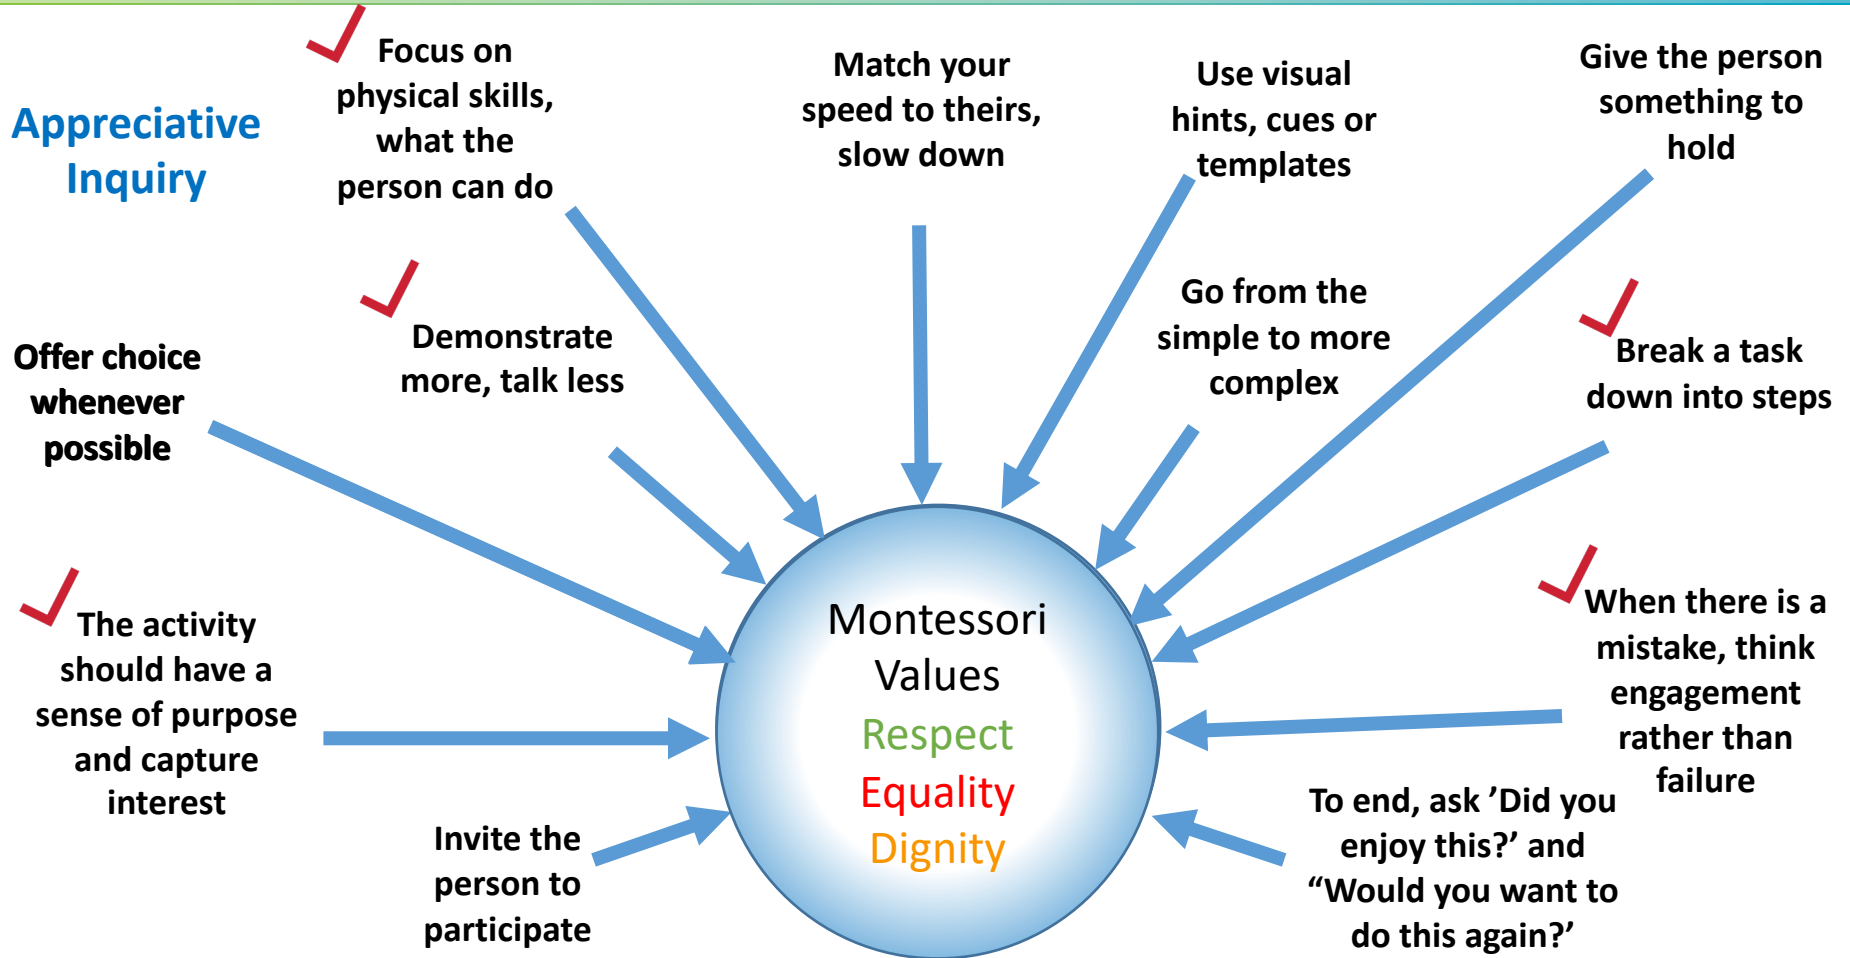 Appreciative
Inquiry
Focus on
physical skills,
what the
person can do
Match your
speed to theirs,
slow down
Use visual
hints, cues or
templates
Give the person
something to
hold
Offer choice
whenever
possible
Demonstrate
more, talk less
Go from the
simple to more
complex
Break a task
down into steps
The activity
should have a
sense of purpose
and capture
interest
When there is a
mistake, think
engagement
rather than
failure
Invite the
person to
participate
To end, ask ’Did you
enjoy this?’ and
“Would you want to
do this again?’
Montessori
Values
Respect
Equality
Dignity